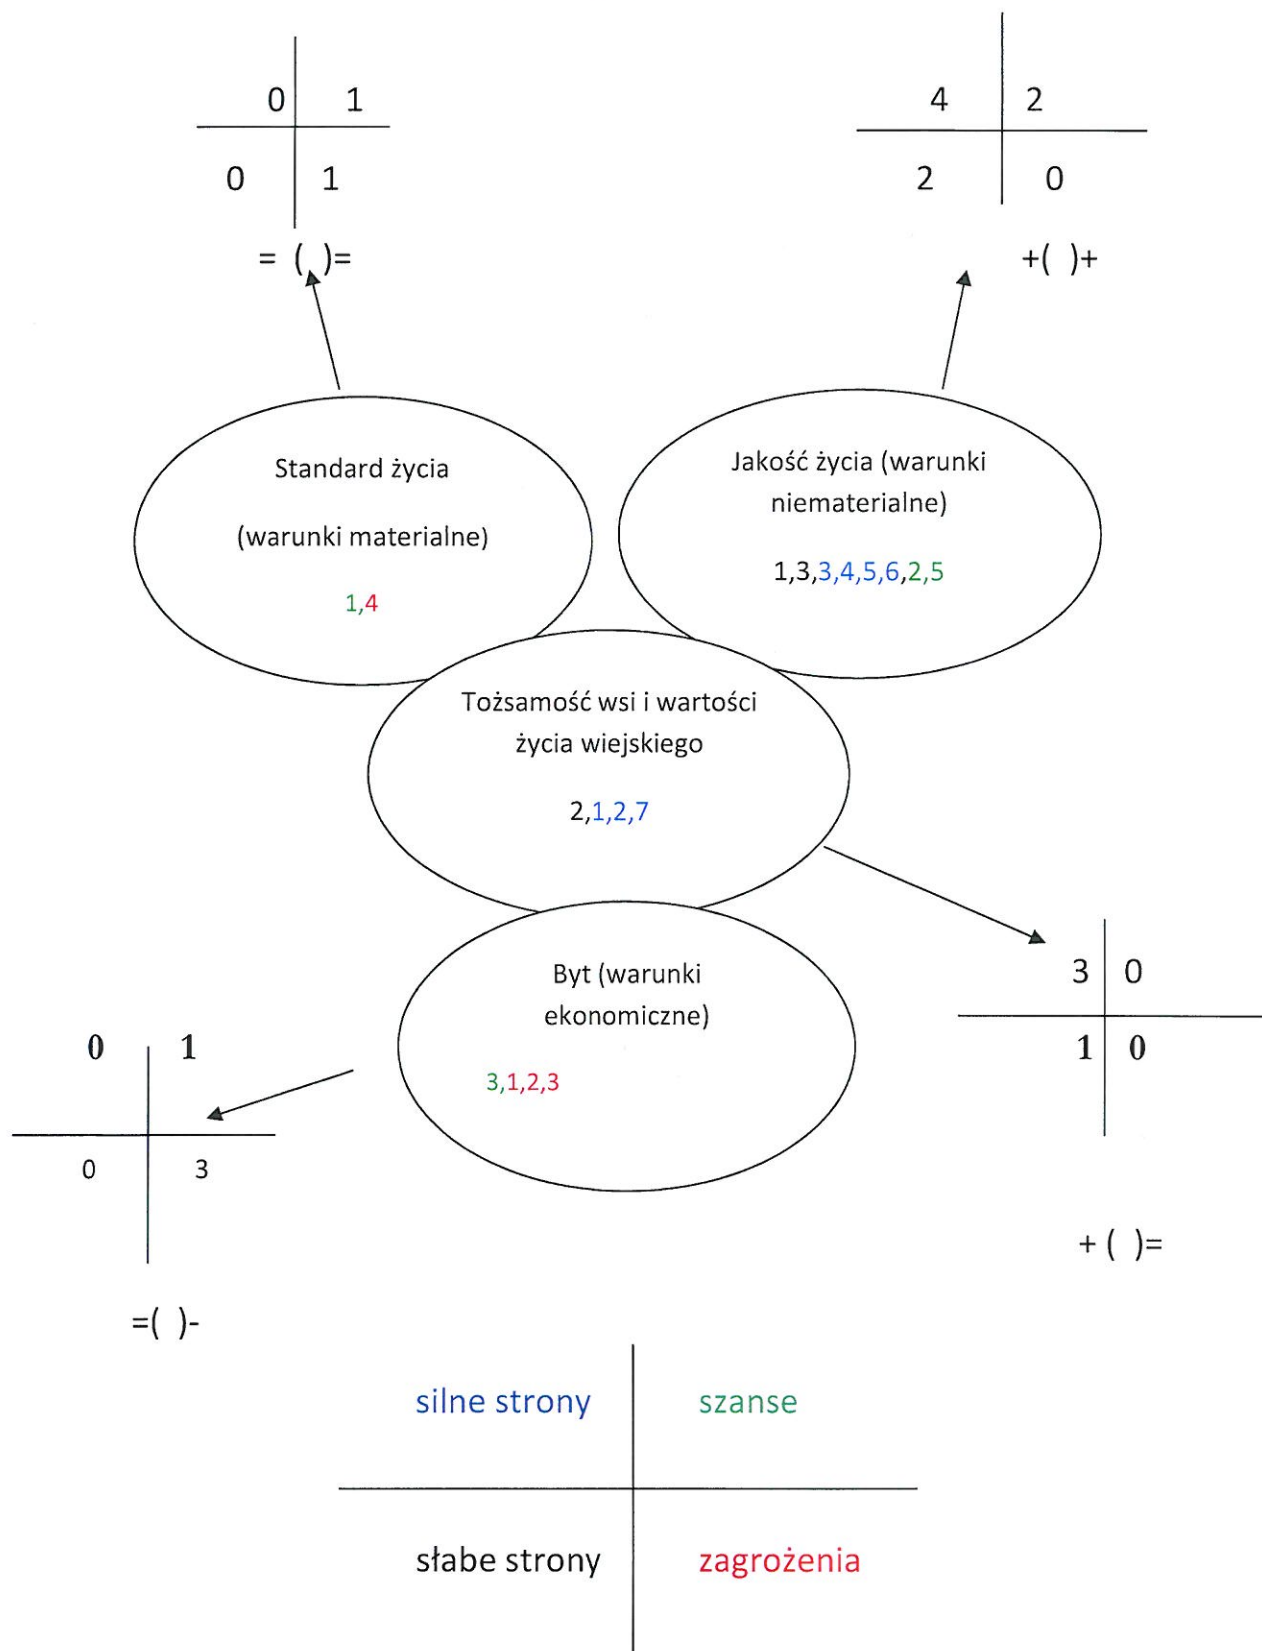 0 1
0 1
= ( )=
4 2
2 0
+( )+
Standard życia
(warunki materialne)
1,4
Jakość życia (warunki
niematerialne)
1,3,3,4,5,6,2,5
Tożsamość wsi i wartości
życia wiejskiego
2,1,2,7
3 0
1 0
+ ( )=
Byt (warunki
ekonomiczne)
3,1,2,3
0 1
0 3
=( )-
silne strony szanse
słabe strony zagrożenia